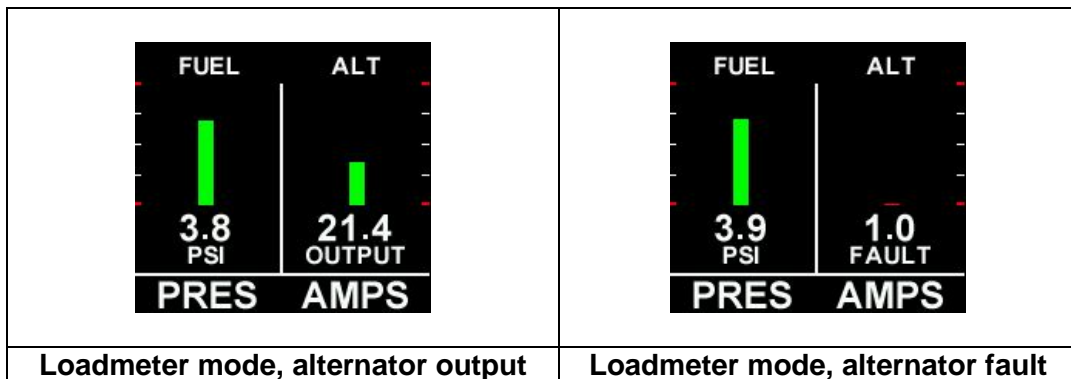 FUEL ALT
3.8 21.4
PSI OUTPUT
PRES AMPS
Loadmeter mode, alternator output
FUEL ALT
3.9 1.0
PSI FAULT
PRES AMPS
Loadmeter mode, alternator fault